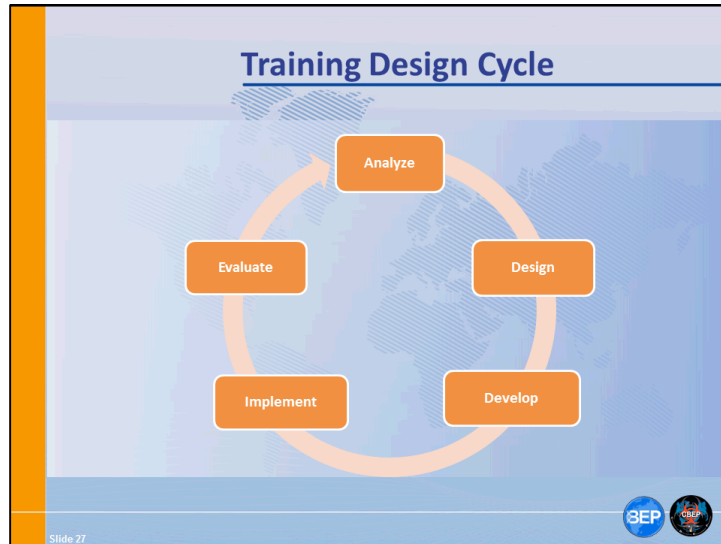 Training Design Cycle
Analyze
Design
Develop
Implement
Evaluate
Slide 27
BEP
CBEP